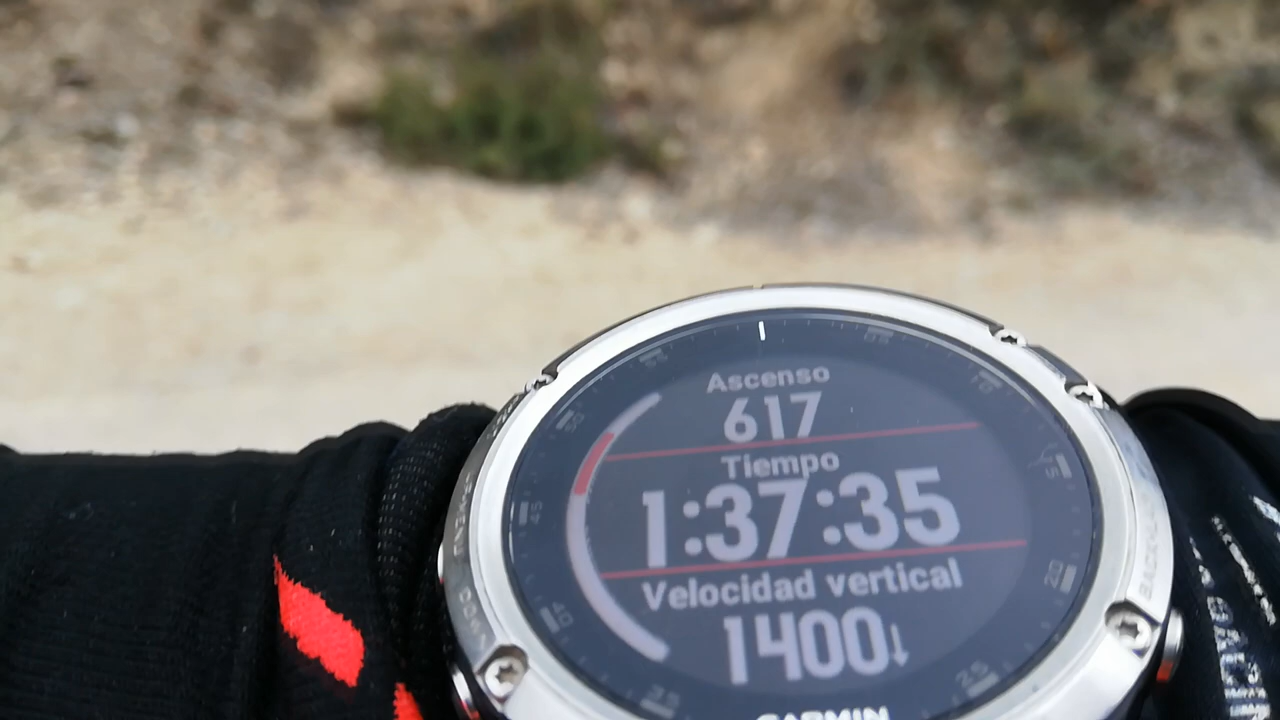 Ascenso
617
Tiempo
1:37:35
Velocidad vertical
1400↓
GARMIN